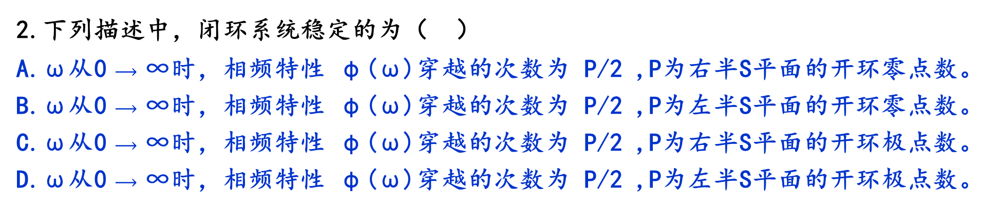 2.下列描述中，闭环系统稳定的为（ ）
A. ω从0 → ∞时，相频特性 φ(ω)穿越的次数为 P/2 ,P为右半S平面的开环零点数。
B. ω从0 → ∞时，相频特性 φ(ω)穿越的次数为 P/2 ,P为左半S平面的开环零点数。
C. ω从0 → ∞时，相频特性 φ(ω)穿越的次数为 P/2 ,P为右半S平面的开环极点数。
D. ω从0 → ∞时，相频特性 φ(ω)穿越的次数为 P/2 ,P为左半S平面的开环极点数。